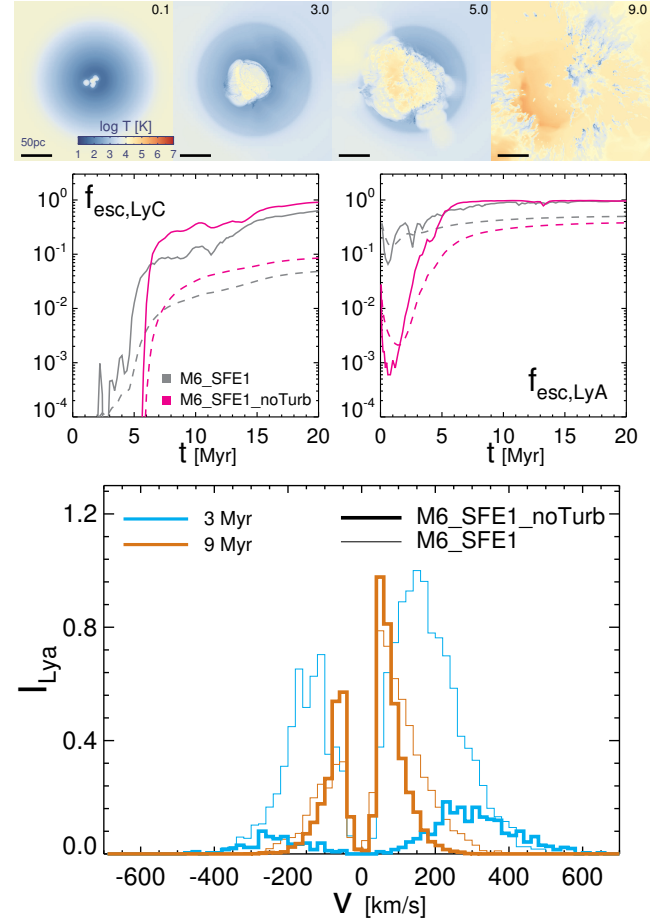 0.1
3.0
5.0
9.0
log T [K]
50pc
1 2 3 4 5 6 7
f_esc,LyC
10^0
10^-1
10^-2
10^-3
10^-4
M6_SFE1
M6_SFE1_noTurb
0 5 10 15 20
t [Myr]
10^0
10^-1
10^-2
10^-3
10^-4
f_esc,LyA
0 5 10 15 20
t [Myr]
1.2
0.8
0.4
0.0
I_Lya
3 Myr
9 Myr
M6_SFE1_noTurb
M6_SFE1
-600 -400 -200 0 200 400 600
V [km/s]